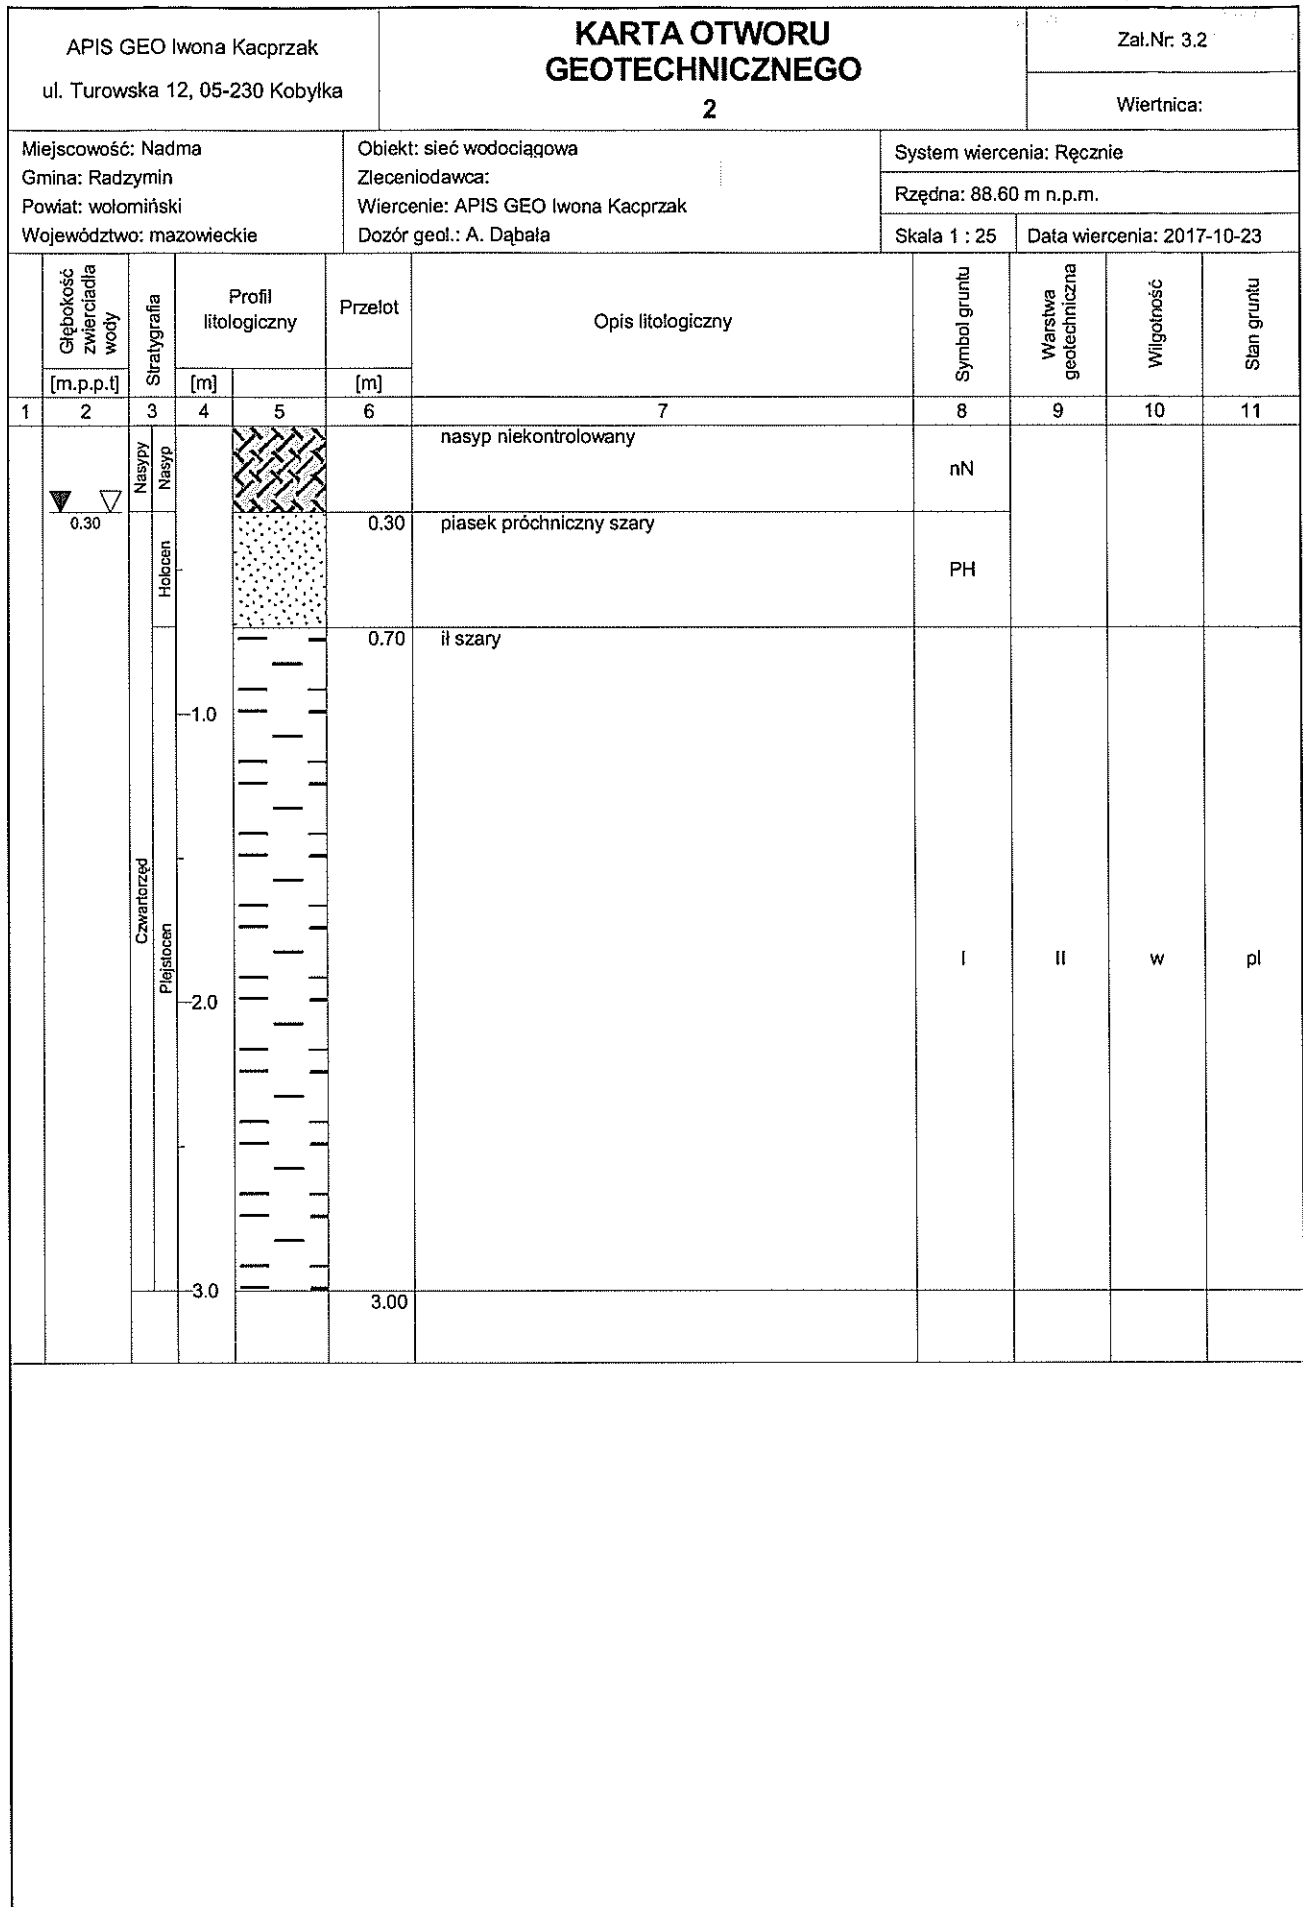 APIS GEO Iwona Kacprzak
ul. Turowska 12, 05-230 Kobyłka
KARTA OTWORU
GEOTECHNICZNEGO
2
Zał.Nr: 3.2
Wiertnica:
Miejscowość: Nadma
Gmina: Radzymin
Powiat: wołomiński
Województwo: mazowieckie
Obiekt: sieć wodociągowa
Zleceniodawca:
Wiercenie: APIS GEO Iwona Kacprzak
Dozór geol.: A. Dąbała
System wiercenia: Ręcznie
Rzędna: 88.60 m n.p.m.
Skala 1 : 25
Data wiercenia: 2017-10-23
Głębokość
zwierciadła
wody
[m.p.p.t]
Stratygrafia
Profil
litologiczny
[m]
Przelot
[m]
Opis litologiczny
Symbol gruntu
Warstwa
geotechniczna
Wilgotność
Stan gruntu
1 2 3 4 5 6 7 8 9 10 11
Nasypy
Nasyp
nasyp niekontrolowany
nN
0.30
Holocen
0.30
piasek próchniczny szary
PH
0.70
ił szary
1.0
Czwartorzęd
Plejstocen
2.0
I
II
w
pl
3.0
3.00